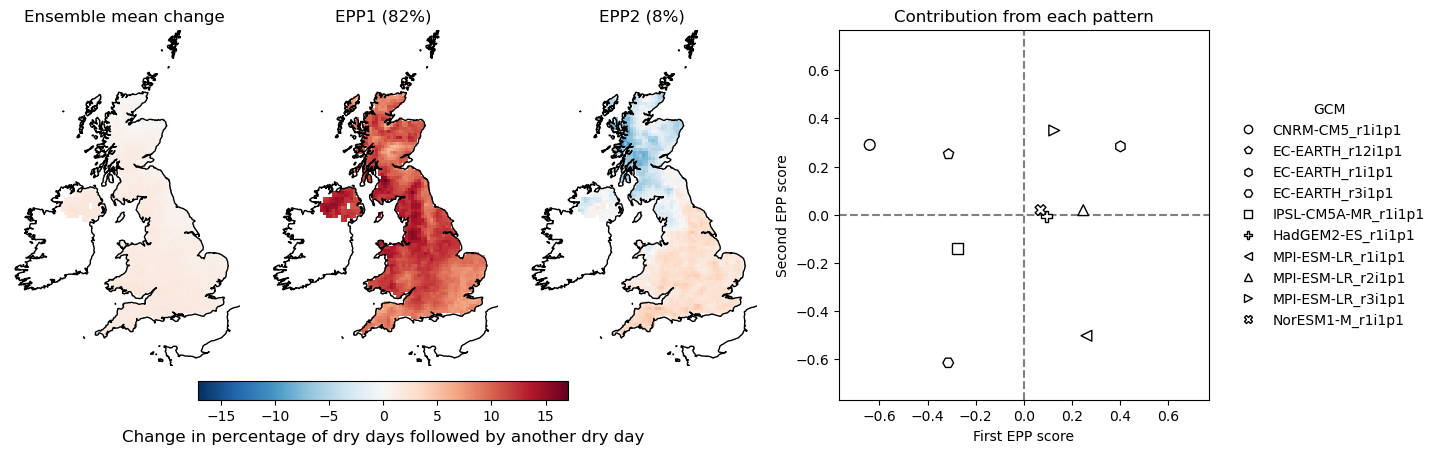 Ensemble mean change
EPP1 (82%)
EPP2 (8%)
Contribution from each pattern
0.6
0.4
0.2
0.0
−0.2
−0.4
−0.6
Second EPP score
−0.6
−0.4
−0.2
0.0
0.2
0.4
0.6
First EPP score
GCM
CNRM-CM5_r1i1p1
EC-EARTH_r12i1p1
EC-EARTH_r1i1p1
EC-EARTH_r3i1p1
IPSL-CM5A-MR_r1i1p1
HadGEM2-ES_r1i1p1
MPI-ESM-LR_r1i1p1
MPI-ESM-LR_r2i1p1
MPI-ESM-LR_r3i1p1
NorESM1-M_r1i1p1
−15
−10
−5
0
5
10
15
Change in percentage of dry days followed by another dry day